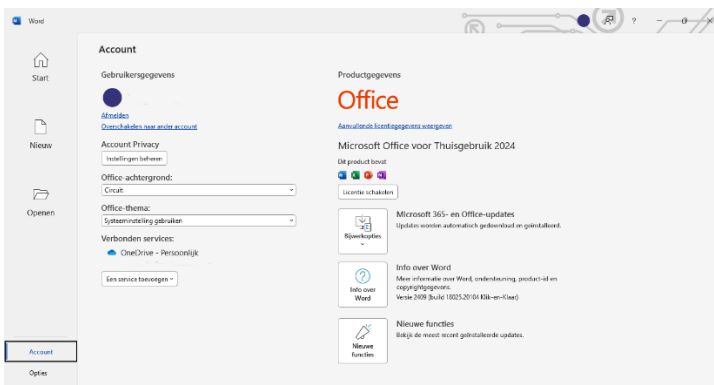 Word
?
Start
Nieuw
Openen
Account
Opties
Account
Gebruikersgegevens
Afmelden
Overschakelen naar ander account
Account Privacy
Instellingen beheren
Office-achtergrond:
Circuit
Office-thema:
Systeeminstelling gebruiken
Verbonden services:
OneDrive - Persoonlijk
Een service toevoegen
Productgegevens
Office
Aanvullende licentiegegevens weergeven
Microsoft Office voor Thuisgebruik 2024
Dit product bevat
Licentie schakelen
Bijwerkopties
Microsoft 365- en Office-updates
Updates worden automatisch gedownload en geïnstalleerd.
Info over
Word
Info over Word
Meer informatie over Word, ondersteuning, product-id en
copyrightgegevens.
Versie 2409 (build 18025.20104 Klik-en-Klaar)
Nieuwe
functies
Nieuwe functies
Bekijk de meest recent geïnstalleerde updates.